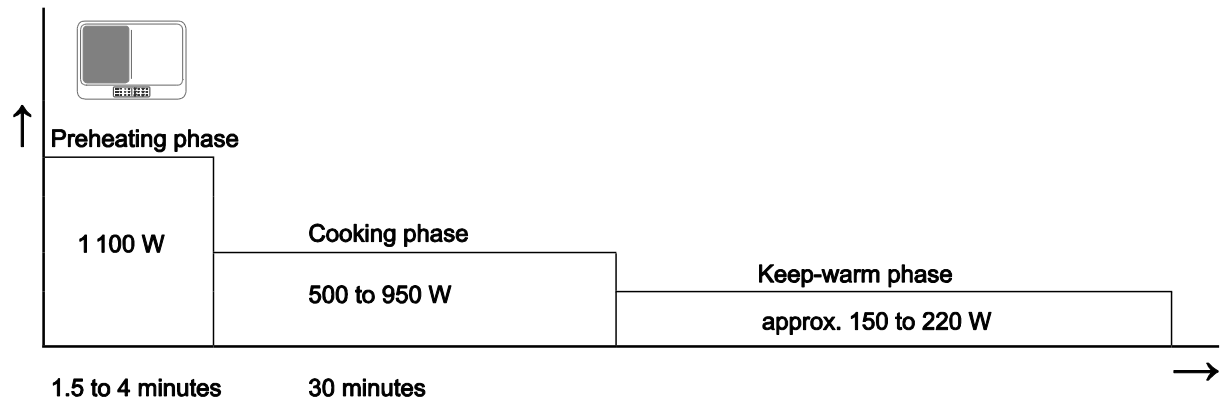 Preheating phase
1 100 W
Cooking phase
500 to 950 W
Keep-warm phase
approx. 150 to 220 W
1.5 to 4 minutes
30 minutes